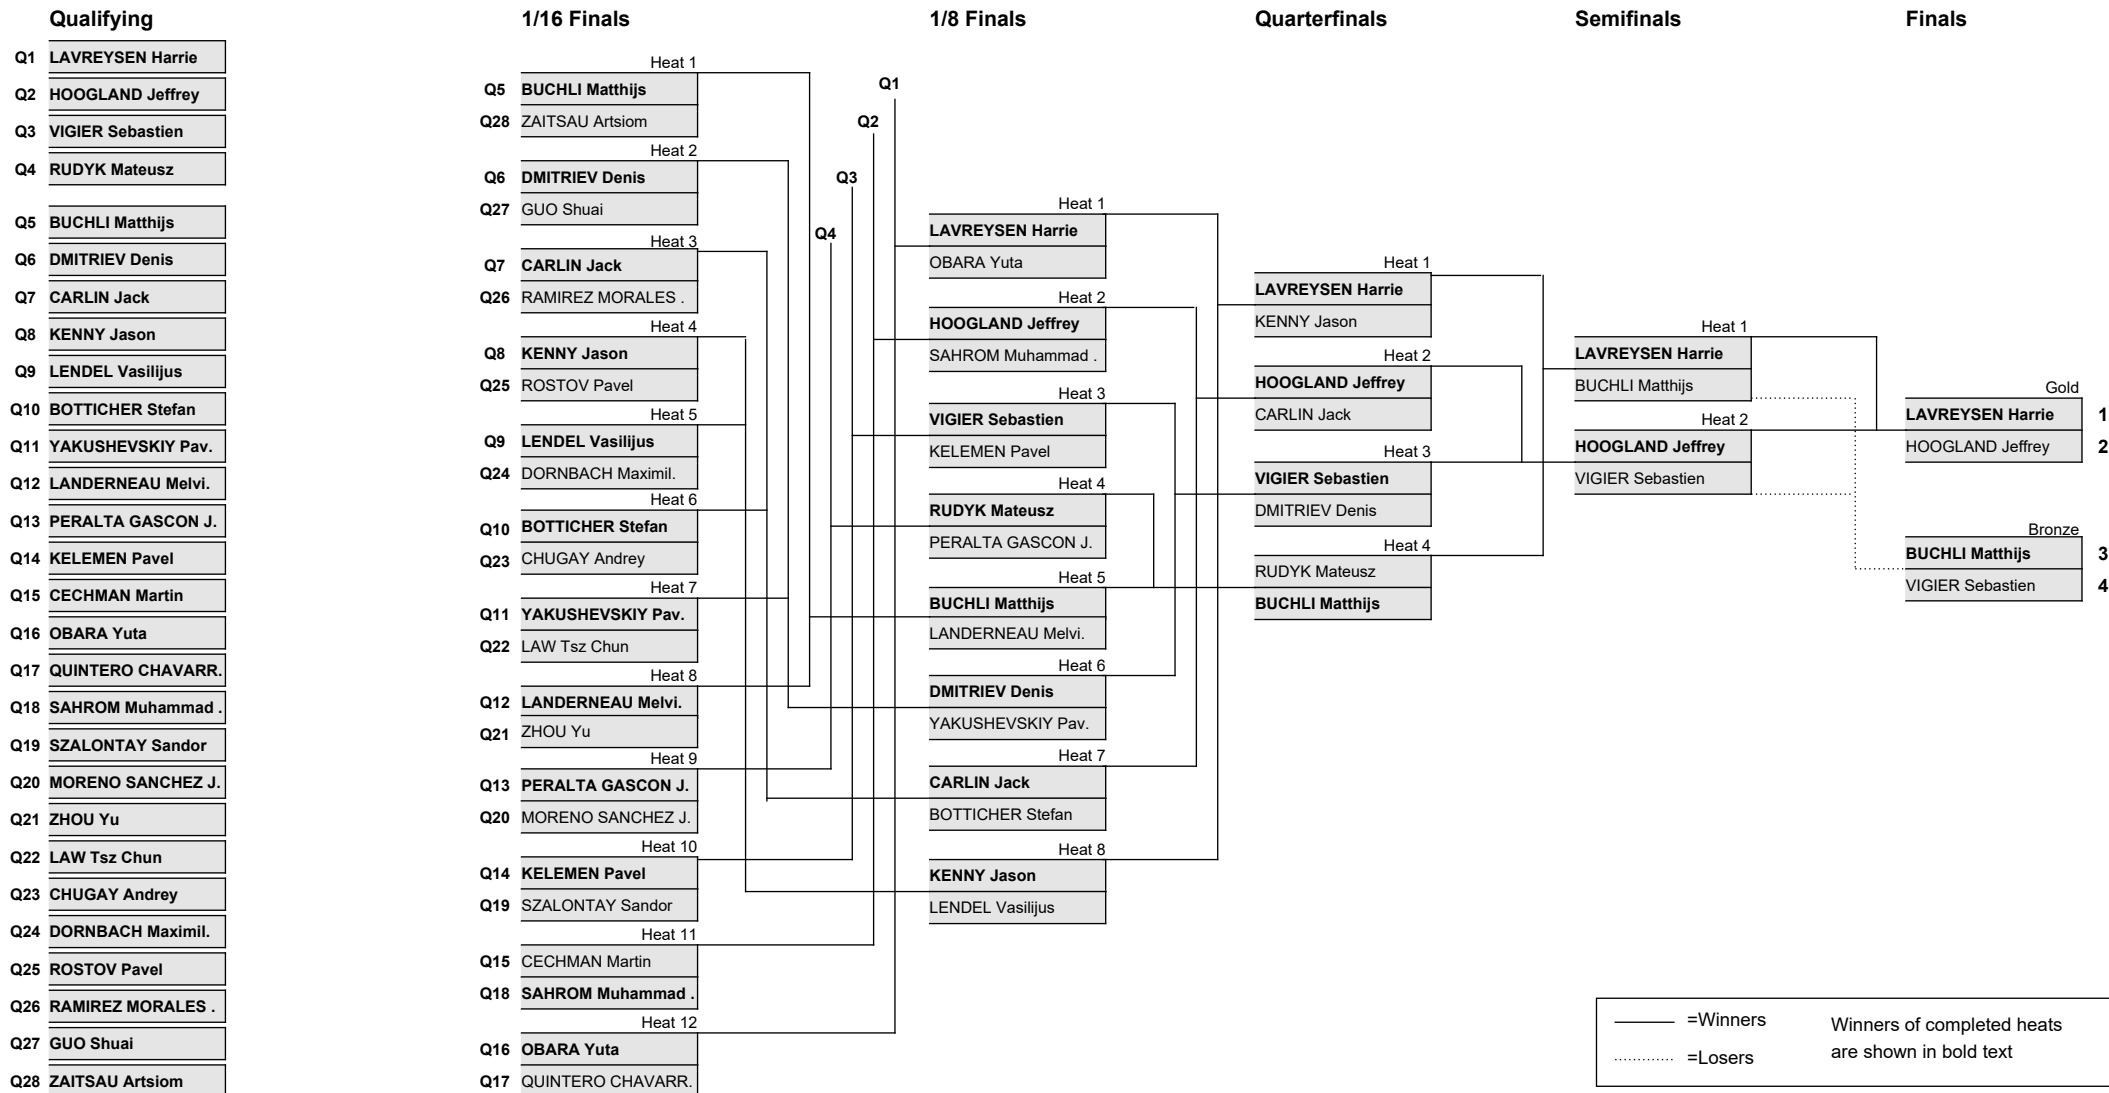 Qualifying
Q1 LAVREYSEN Harrie
Q2 HOOGLAND Jeffrey
Q3 VIGIER Sebastien
Q4 RUDYK Mateusz
Q5 BUCHLI Matthijs
Q6 DMITRIEV Denis
Q7 CARLIN Jack
Q8 KENNY Jason
Q9 LENDEL Vasilijus
Q10 BOTTICHER Stefan
Q11 YAKUSHEVSKIY Pav.
Q12 LANDERNEAU Melvi.
Q13 PERALTA GASCON J.
Q14 KELEMEN Pavel
Q15 CECHMAN Martin
Q16 OBARA Yuta
Q17 QUINTERO CHAVARR.
Q18 SAHROM Muhammad .
Q19 SZALONTAY Sandor
Q20 MORENO SANCHEZ J.
Q21 ZHOU Yu
Q22 LAW Tsz Chun
Q23 CHUGAY Andrey
Q24 DORNBACH Maximil.
Q25 ROSTOV Pavel
Q26 RAMIREZ MORALES .
Q27 GUO Shuai
Q28 ZAITSAU Artsiom
1/16 Finals
Heat 1
Q5 BUCHLI Matthijs
Q28 ZAITSAU Artsiom
Heat 2
Q6 DMITRIEV Denis
Q27 GUO Shuai
Heat 3
Q7 CARLIN Jack
Q26 RAMIREZ MORALES .
Heat 4
Q8 KENNY Jason
Q25 ROSTOV Pavel
Heat 5
Q9 LENDEL Vasilijus
Q24 DORNBACH Maximil.
Heat 6
Q10 BOTTICHER Stefan
Q23 CHUGAY Andrey
Heat 7
Q11 YAKUSHEVSKIY Pav.
Q22 LAW Tsz Chun
Heat 8
Q12 LANDERNEAU Melvi.
Q21 ZHOU Yu
Heat 9
Q13 PERALTA GASCON J.
Q20 MORENO SANCHEZ J.
Heat 10
Q14 KELEMEN Pavel
Q19 SZALONTAY Sandor
Heat 11
Q15 CECHMAN Martin
Q18 SAHROM Muhammad .
Heat 12
Q16 OBARA Yuta
Q17 QUINTERO CHAVARR.
Q1
Q2
Q3
Q4
1/8 Finals
Heat 1
LAVREYSEN Harrie
OBARA Yuta
Heat 2
HOOGLAND Jeffrey
SAHROM Muhammad .
Heat 3
VIGIER Sebastien
KELEMEN Pavel
Heat 4
RUDYK Mateusz
PERALTA GASCON J.
Heat 5
BUCHLI Matthijs
LANDERNEAU Melvi.
Heat 6
DMITRIEV Denis
YAKUSHEVSKIY Pav.
Heat 7
CARLIN Jack
BOTTICHER Stefan
Heat 8
KENNY Jason
LENDEL Vasilijus
Quarterfinals
Heat 1
LAVREYSEN Harrie
KENNY Jason
Heat 2
HOOGLAND Jeffrey
CARLIN Jack
Heat 3
VIGIER Sebastien
DMITRIEV Denis
Heat 4
RUDYK Mateusz
BUCHLI Matthijs
Semifinals
Heat 1
LAVREYSEN Harrie
BUCHLI Matthijs
Heat 2
HOOGLAND Jeffrey
VIGIER Sebastien
Finals
Gold
LAVREYSEN Harrie 1
HOOGLAND Jeffrey 2
Bronze
BUCHLI Matthijs 3
VIGIER Sebastien 4
=Winners
=Losers
Winners of completed heats
are shown in bold text